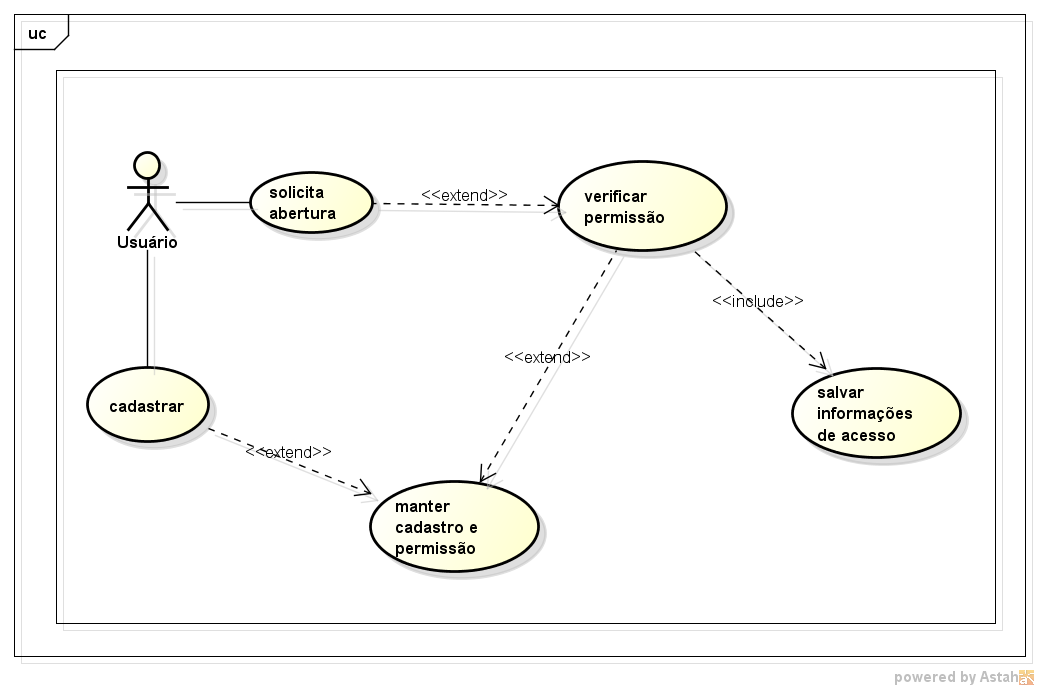 uc
solicita
abertura
<<extend>>
verificar
permissão
Usuário
<<include>>
<<extend>>
cadastrar
salvar
informações
de acesso
<<extend>>
manter
cadastro e
permissão
powered by Astah